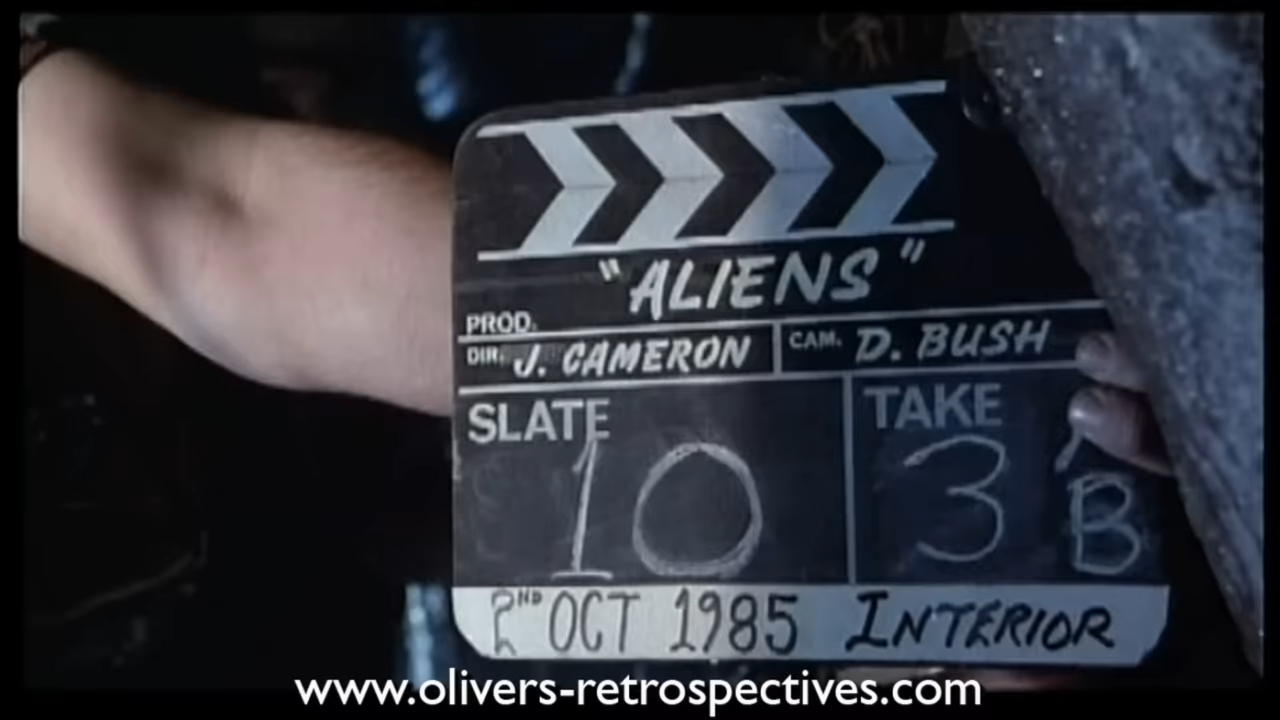 "ALIENS"
PROD.
DIR. J. CAMERON CAM. D. BUSH
SLATE TAKE
10 3 B
2ND OCT 1985 INTERIOR
www.olivers-retrospectives.com